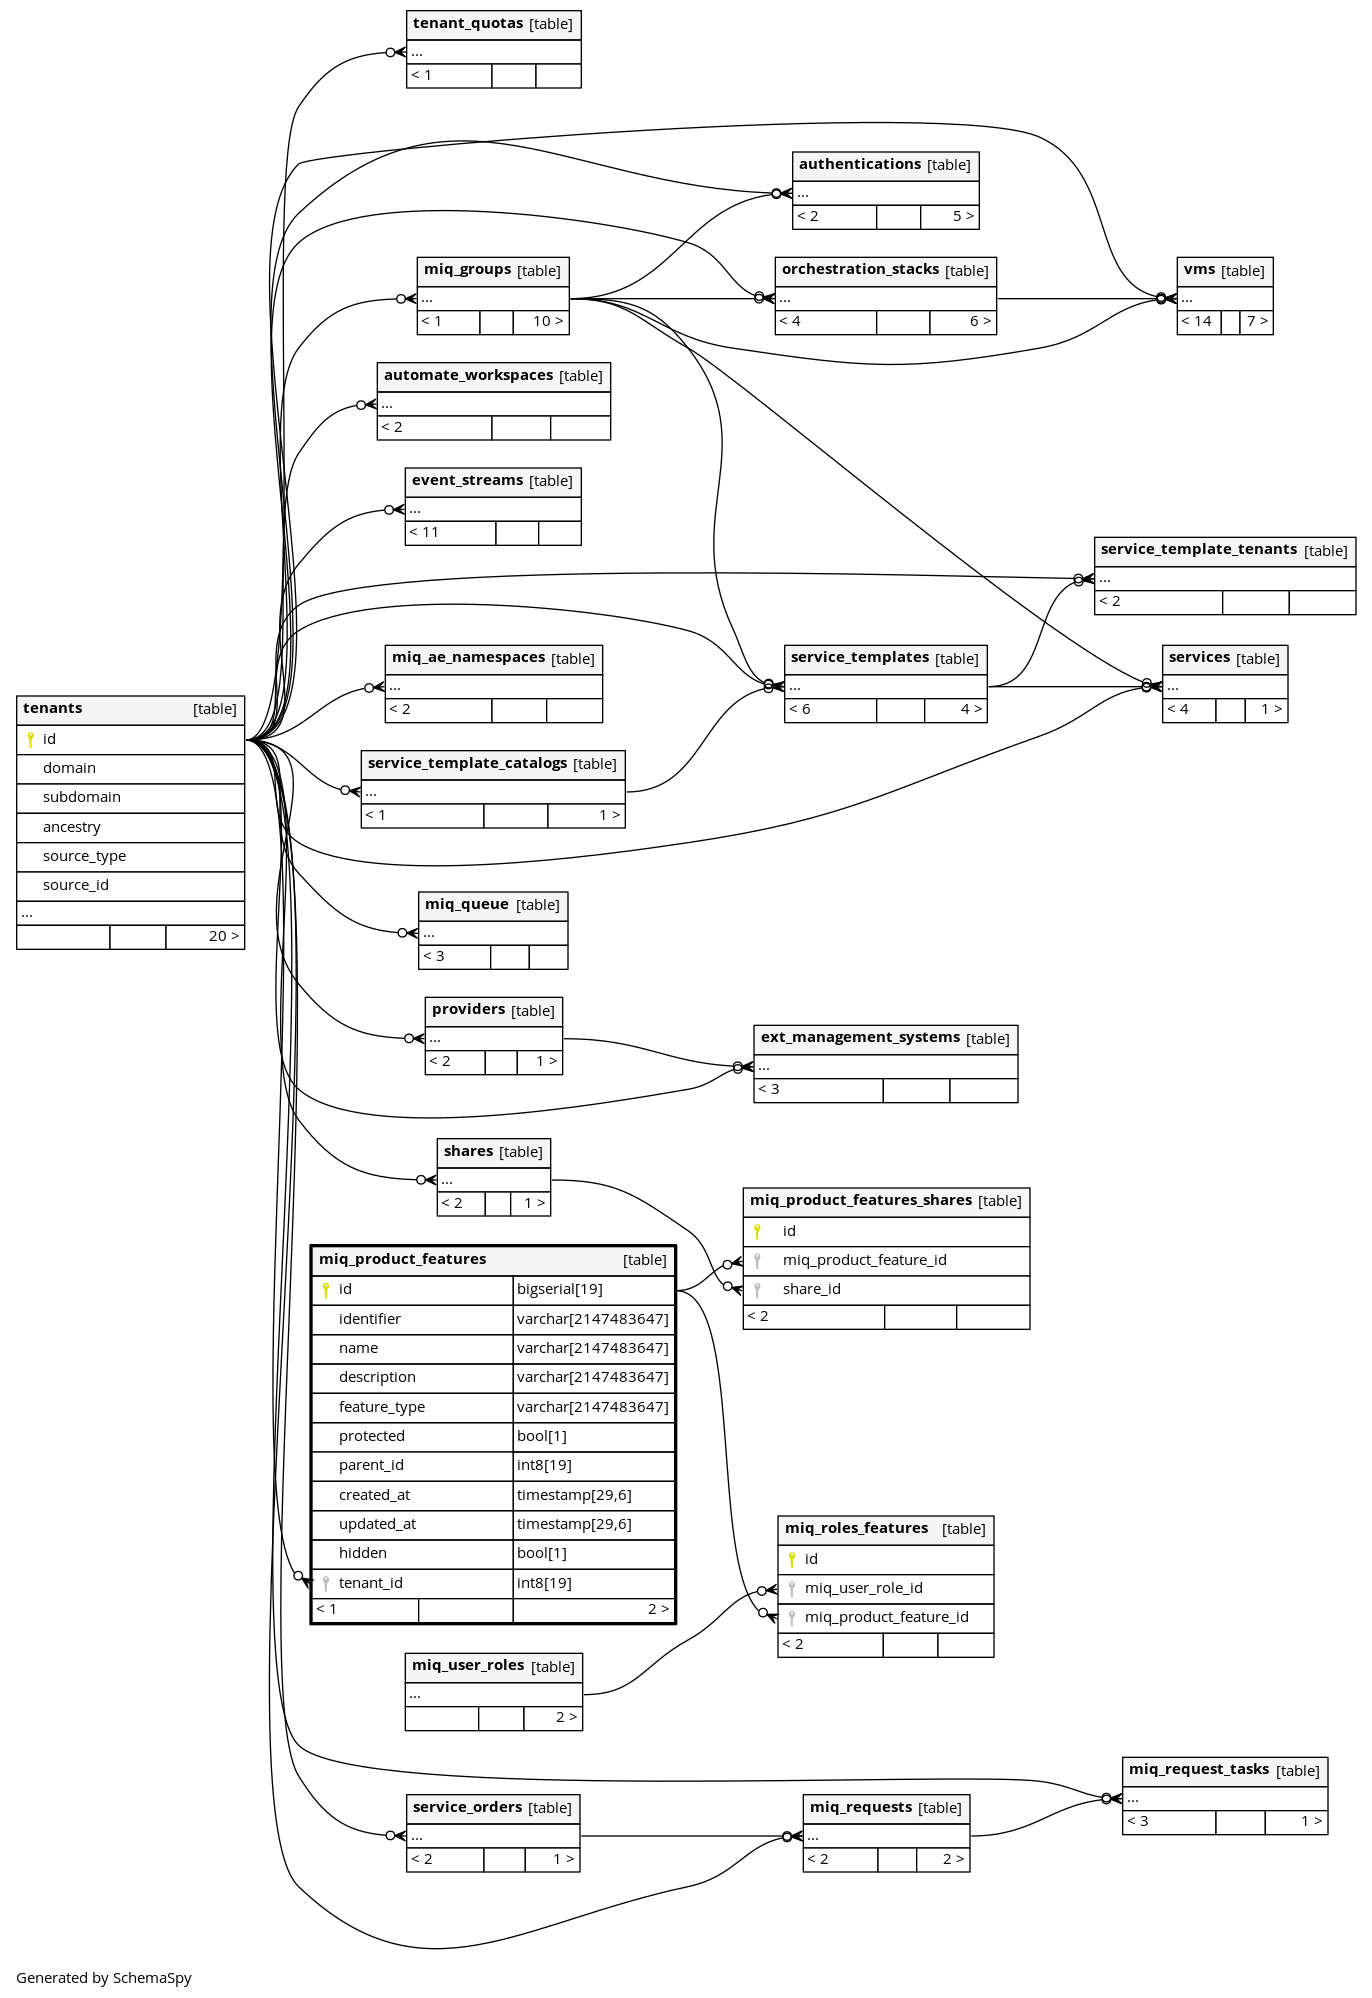 tenant_quotas [table]
...
< 1
authentications [table]
...
< 2 5 >
miq_groups [table]
...
< 1 10 >
orchestration_stacks [table]
...
< 4 6 >
vms [table]
...
< 14 7 >
automate_workspaces [table]
...
< 2
event_streams [table]
...
< 11
service_template_tenants [table]
...
< 2
miq_ae_namespaces [table]
...
< 2
service_templates [table]
...
< 6 4 >
services [table]
...
< 4 1 >
tenants [table]
id
domain
subdomain
ancestry
source_type
source_id
...
20 >
service_template_catalogs [table]
...
< 1 1 >
miq_queue [table]
...
< 3
providers [table]
...
< 2 1 >
ext_management_systems [table]
...
< 3
shares [table]
...
< 2 1 >
miq_product_features_shares [table]
id
miq_product_feature_id
share_id
< 2
miq_product_features [table]
id bigserial[19]
identifier varchar[2147483647]
name varchar[2147483647]
description varchar[2147483647]
feature_type varchar[2147483647]
protected bool[1]
parent_id int8[19]
created_at timestamp[29,6]
updated_at timestamp[29,6]
hidden bool[1]
tenant_id int8[19]
< 1 2 >
miq_roles_features [table]
id
miq_user_role_id
miq_product_feature_id
< 2
miq_user_roles [table]
...
2 >
miq_request_tasks [table]
...
< 3 1 >
service_orders [table]
...
< 2 1 >
miq_requests [table]
...
< 2 2 >
Generated by SchemaSpy